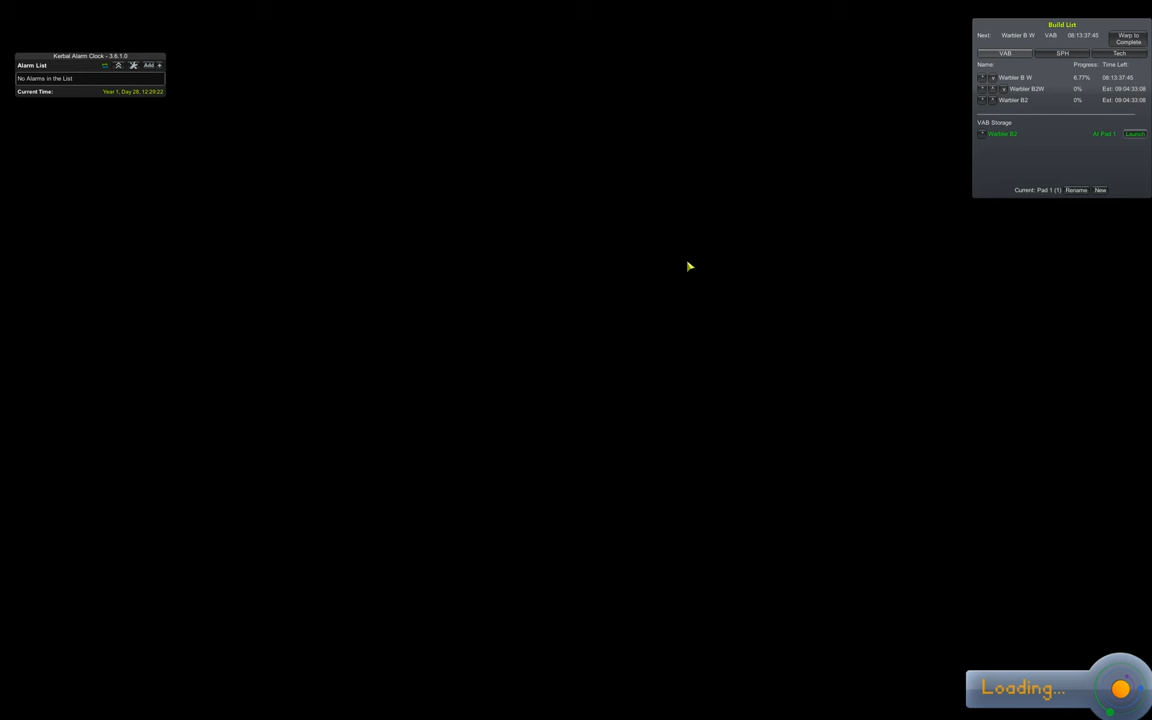 Kerbal Alarm Clock - 3.6.1.0
Alarm List Add +
No Alarms in the List
Current Time: Year 1, Day 28, 12:29:22
Build List
Next: Warbler B W VAB 08:13:37:45 Warp to Complete
VAB SPH Tech
Name: Progress: Time Left:
Warbler B W 6.77% 08:13:37:45
Warbler B2W 0% Est: 09:04:33:08
Warbler B2 0% Est: 09:04:33:08
VAB Storage
Warbler B2 At Pad 1 Launch
Current: Pad 1 (1) Rename New
Loading...